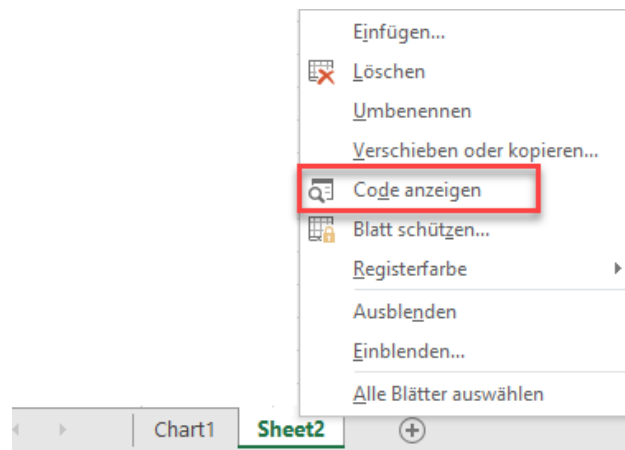 Einfügen...
Löschen
Umbenennen
Verschieben oder kopieren...
Code anzeigen
Blatt schützen...
Registerfarbe
Ausblenden
Einblenden...
Alle Blätter auswählen
Chart1 Sheet2